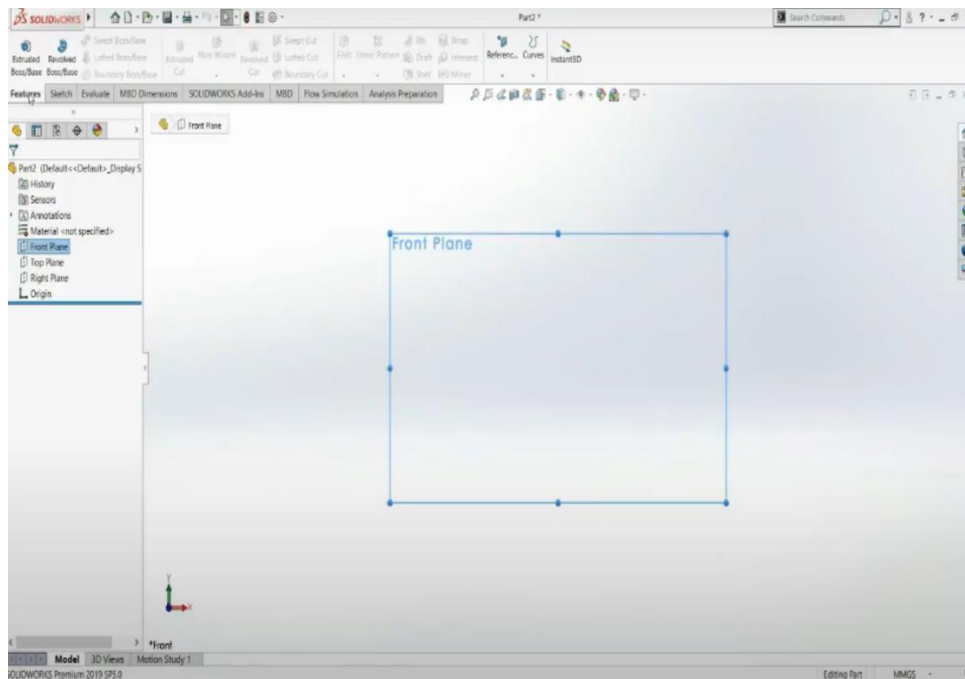 SOLIDWORKS
Part2 *
Search Commands
Extruded Boss/Base
Revolved Boss/Base
Swept Boss/Base
Lofted Boss/Base
Boundary Boss/Base
Extruded Cut
Hole Wizard
Revolved Cut
Swept Cut
Lofted Cut
Boundary Cut
Fillet
Linear Pattern
Rib
Draft
Shell
Wrap
Intersect
Mirror
Referenc...
Curves
Instant3D
Features
Sketch
Evaluate
MBD Dimensions
SOLIDWORKS Add-Ins
MBD
Flow Simulation
Analysis Preparation
Front Plane
Part2 (Default<<Default>_Display S
History
Sensors
Annotations
Material <not specified>
Front Plane
Top Plane
Right Plane
Origin
Front Plane
Y
X
*Front
Model
3D Views
Motion Study 1
SOLIDWORKS Premium 2019 SP5.0
Editing Part
MMGS